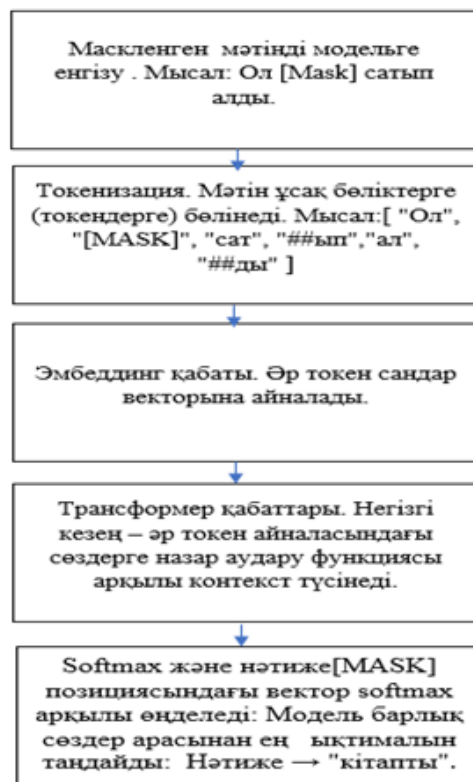 Маскленген мәтінді модельге
енгізу . Мысал: Ол [Mask] сатып
алды.
Токенизация. Мәтін ұсақ бөліктерге
(токендерге) бөлінеді. Мысал:[ "Ол",
"[MASK]", "сат", "##ып","ал",
"##ды" ]
Эмбеддинг қабаты. Әр токен сандар
векторына айналады.
Трансформер қабаттары. Негізгі
кезең – әр токен айналасындағы
сөздерге назар аудару функциясы
арқылы контекст түсінеді.
Softmax және нәтиже[MASK]
позициясындағы вектор softmax
арқылы өңделеді: Модель барлық
сөздер арасынан ең ықтималын
таңдайды: Нәтиже → "кітапты".